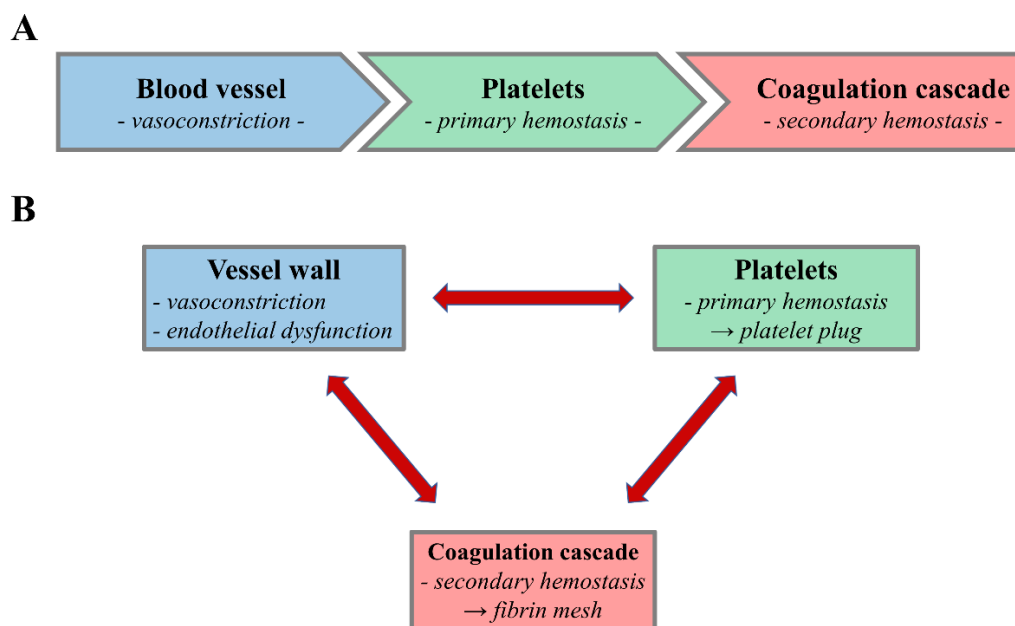 A
Blood vessel
- vasoconstriction -
Platelets
- primary hemostasis -
Coagulation cascade
- secondary hemostasis -
B
Vessel wall
- vasoconstriction
- endothelial dysfunction
Platelets
- primary hemostasis
→ platelet plug
Coagulation cascade
- secondary hemostasis
→ fibrin mesh